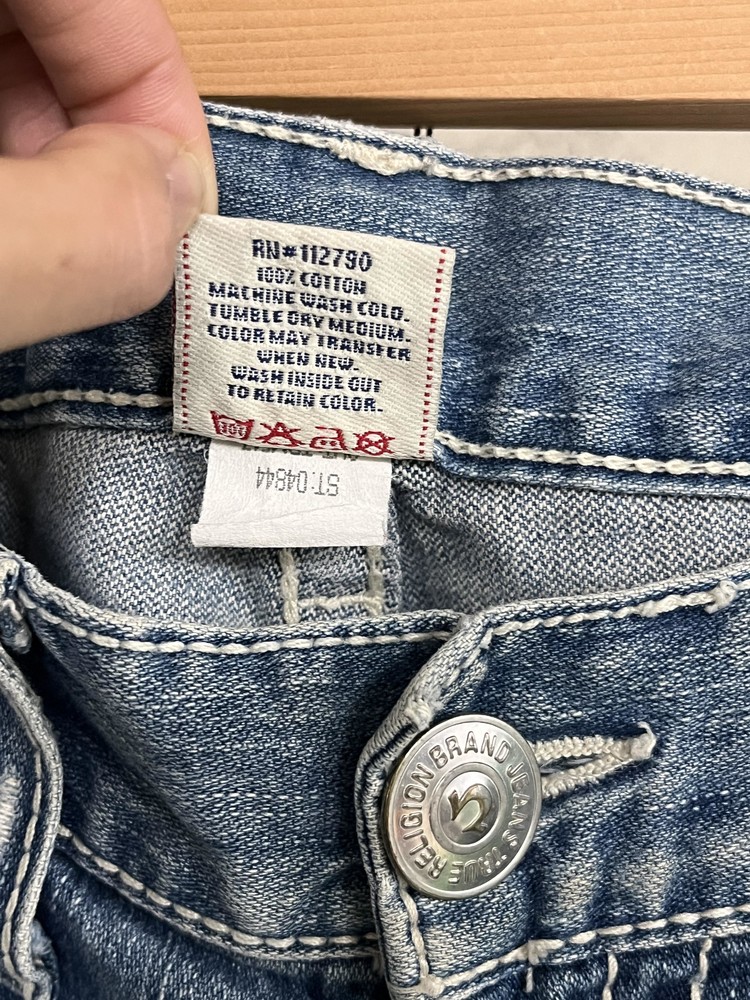 RN#112790
100% COTTON
MACHINE WASH COLD.
TUMBLE DRY MEDIUM.
COLOR MAY TRANSFER
WHEN NEW.
WASH INSIDE OUT
TO RETAIN COLOR.
ST:04844
TRUE RELIGION BRAND JEANS